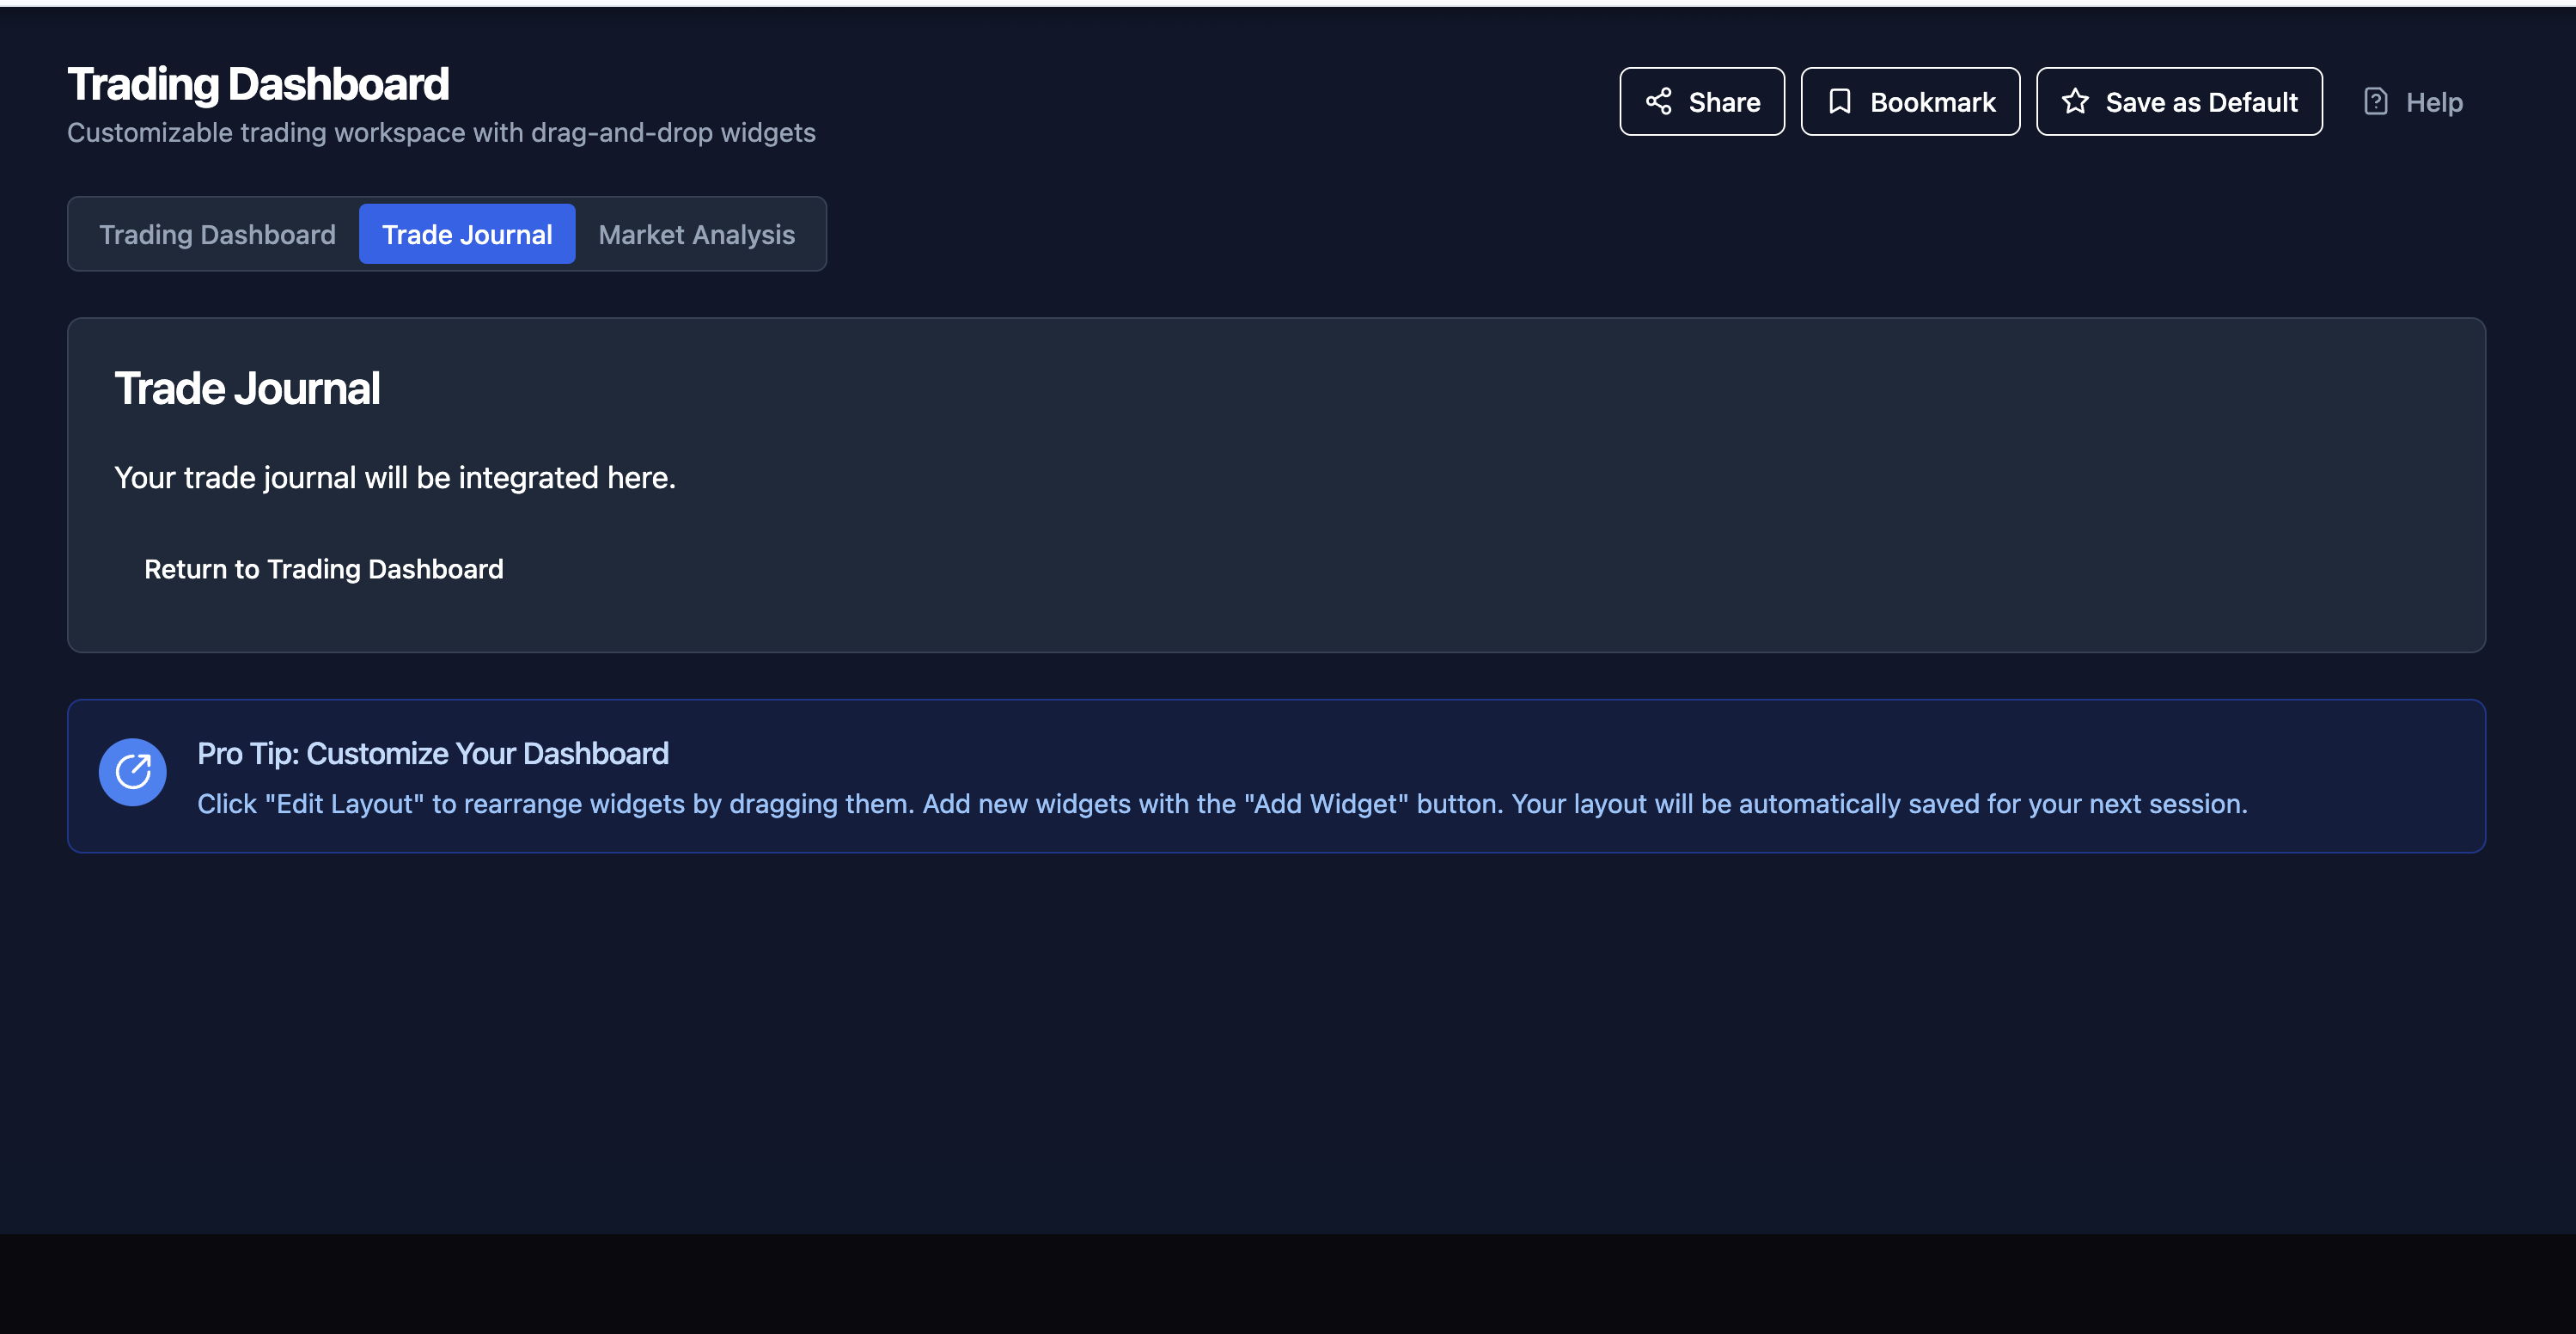 Trading Dashboard
Customizable trading workspace with drag-and-drop widgets
Share
Bookmark
Save as Default
Help
Trading Dashboard
Trade Journal
Market Analysis
Trade Journal
Your trade journal will be integrated here.
Return to Trading Dashboard
Pro Tip: Customize Your Dashboard
Click "Edit Layout" to rearrange widgets by dragging them. Add new widgets with the "Add Widget" button. Your layout will be automatically saved for your next session.